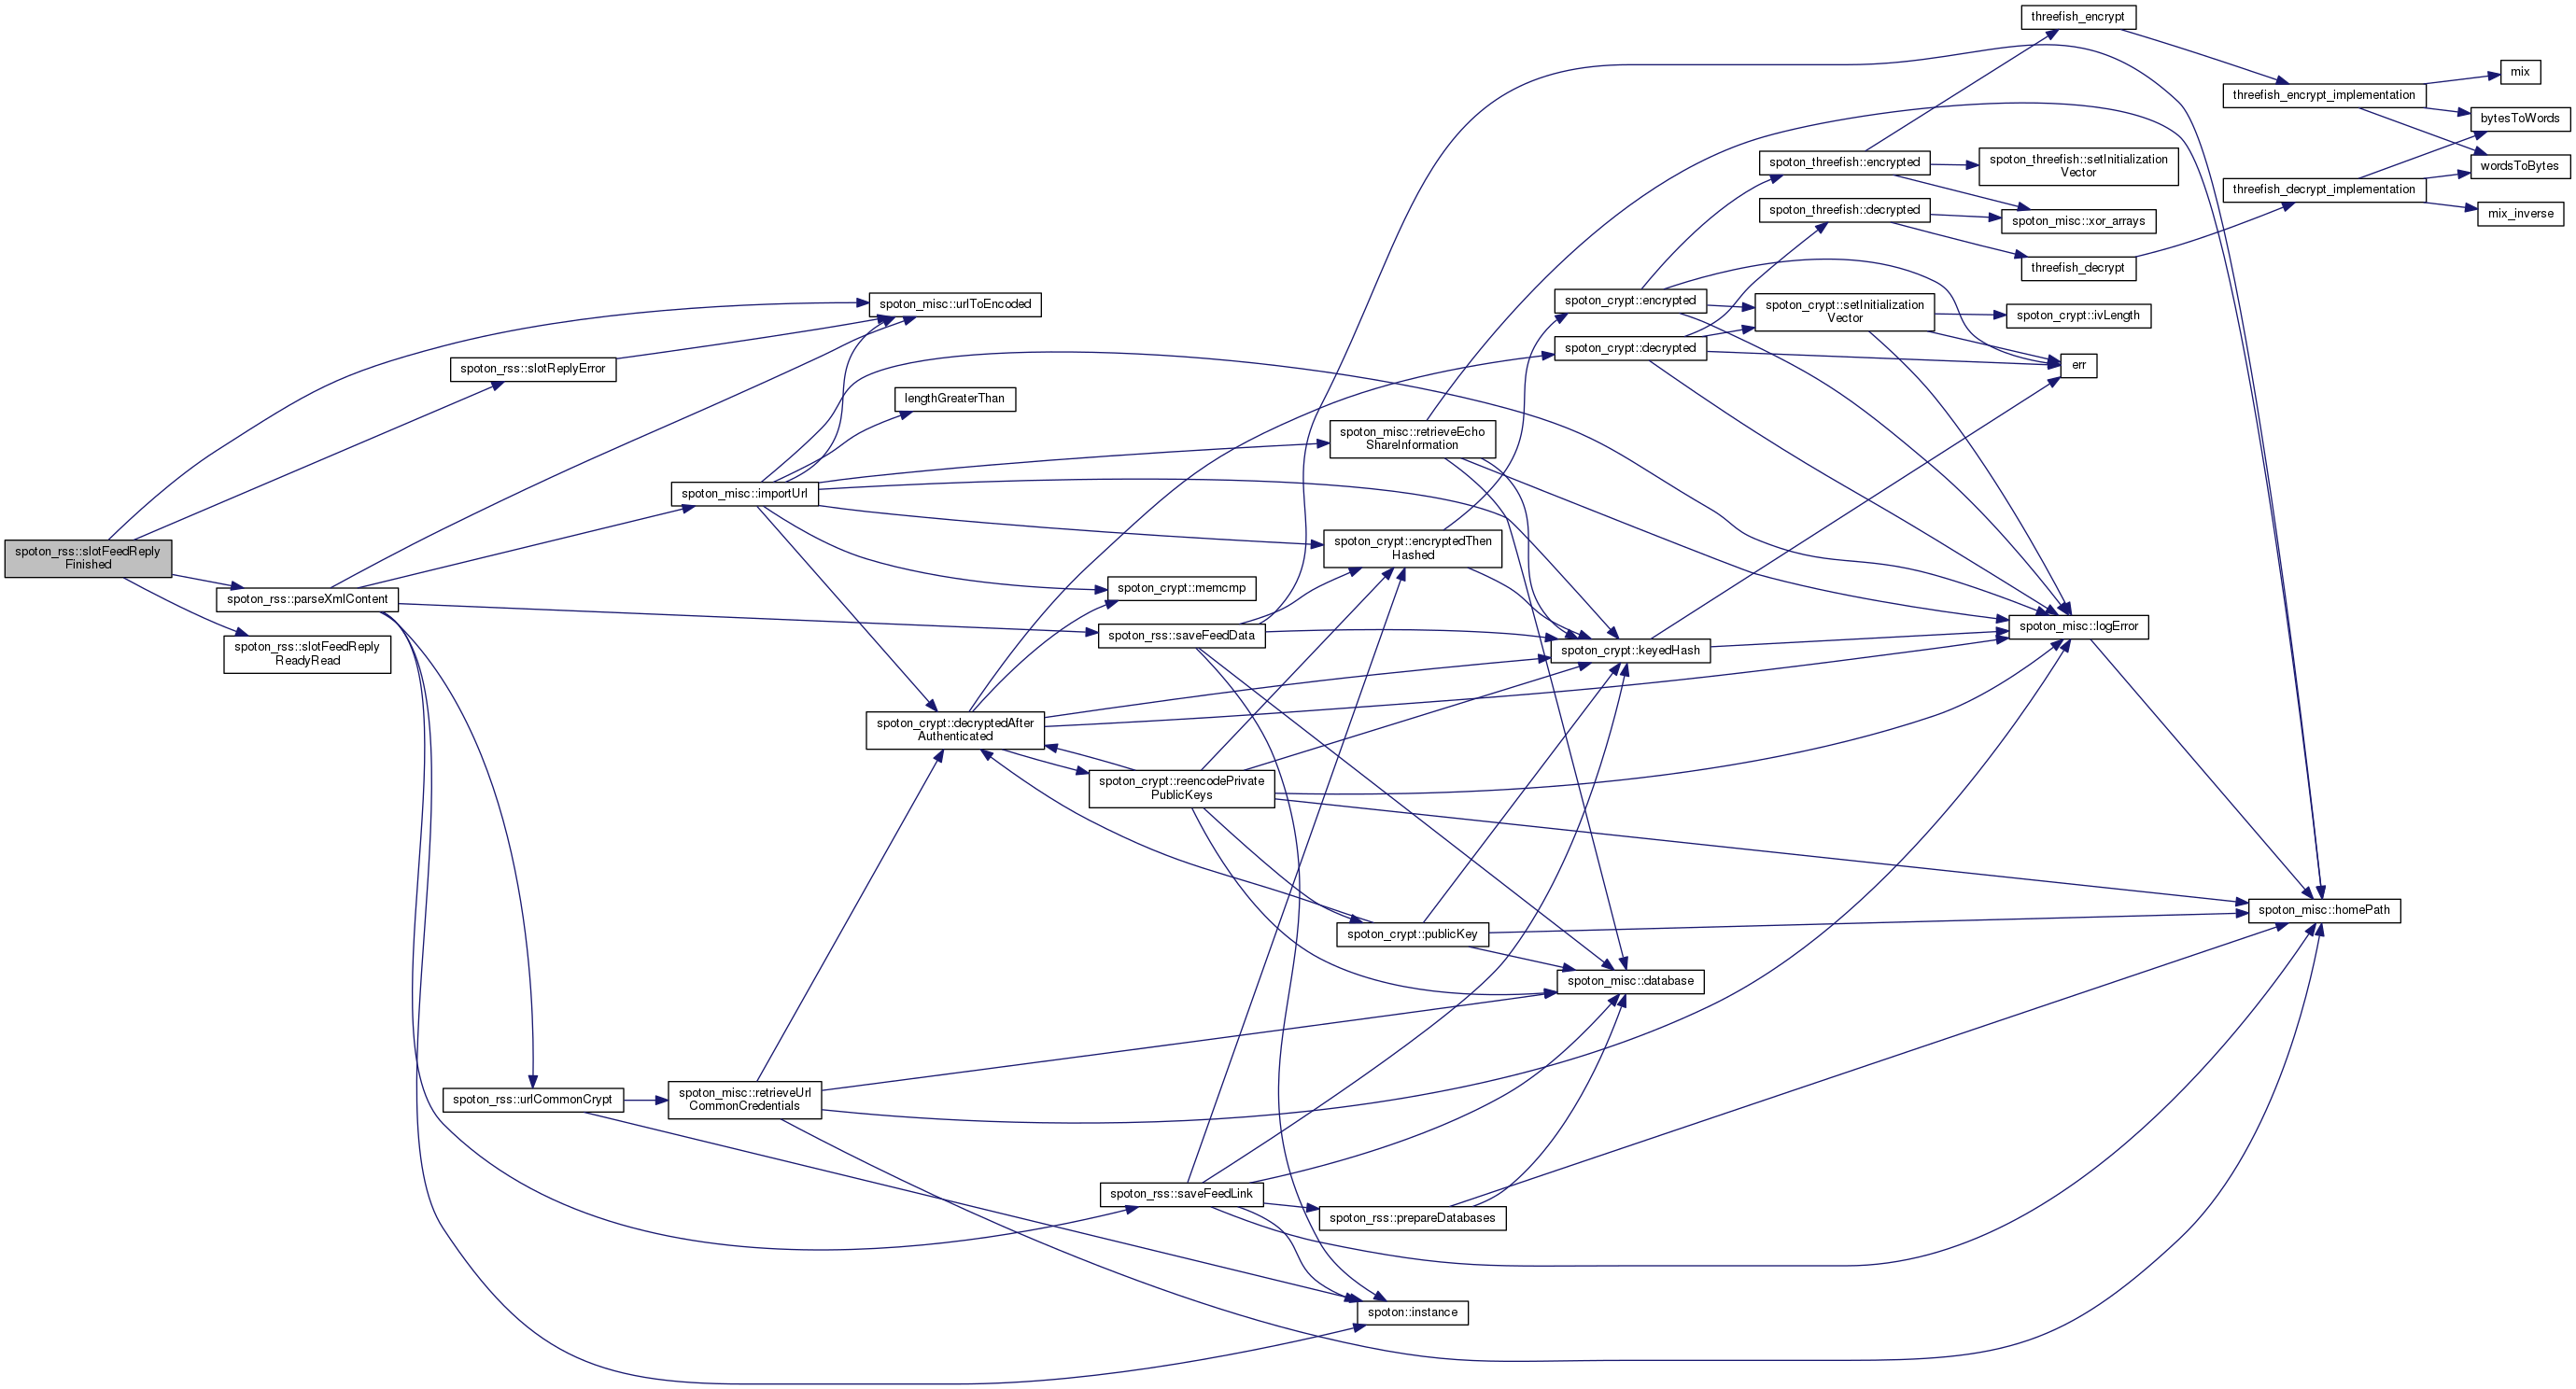 threefish_encrypt
mix
threefish_encrypt_implementation
bytesToWords
spoton_threefish::encrypted
spoton_threefish::setInitialization
Vector
wordsToBytes
threefish_decrypt_implementation
spoton_threefish::decrypted
spoton_misc::xor_arrays
mix_inverse
threefish_decrypt
spoton_misc::urlToEncoded
spoton_crypt::encrypted
spoton_crypt::setInitialization
Vector
spoton_crypt::ivLength
spoton_crypt::decrypted
err
spoton_rss::slotReplyError
lengthGreaterThan
spoton_misc::retrieveEcho
ShareInformation
spoton_misc::importUrl
spoton_crypt::encryptedThen
Hashed
spoton_rss::slotFeedReply
Finished
spoton_crypt::memcmp
spoton_rss::parseXmlContent
spoton_misc::logError
spoton_rss::saveFeedData
spoton_crypt::keyedHash
spoton_rss::slotFeedReply
ReadyRead
spoton_crypt::decryptedAfter
Authenticated
spoton_crypt::reencodePrivate
PublicKeys
spoton_misc::homePath
spoton_crypt::publicKey
spoton_misc::database
spoton_rss::urlCommonCrypt
spoton_misc::retrieveUrl
CommonCredentials
spoton_rss::saveFeedLink
spoton_rss::prepareDatabases
spoton::instance